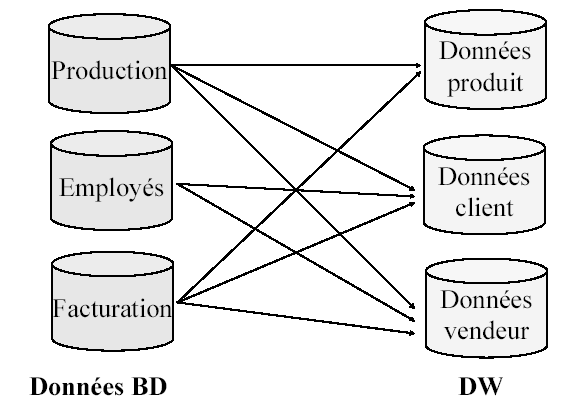 Production
Employés
Facturation
Données BD
Données
produit
Données
client
Données
vendeur
DW